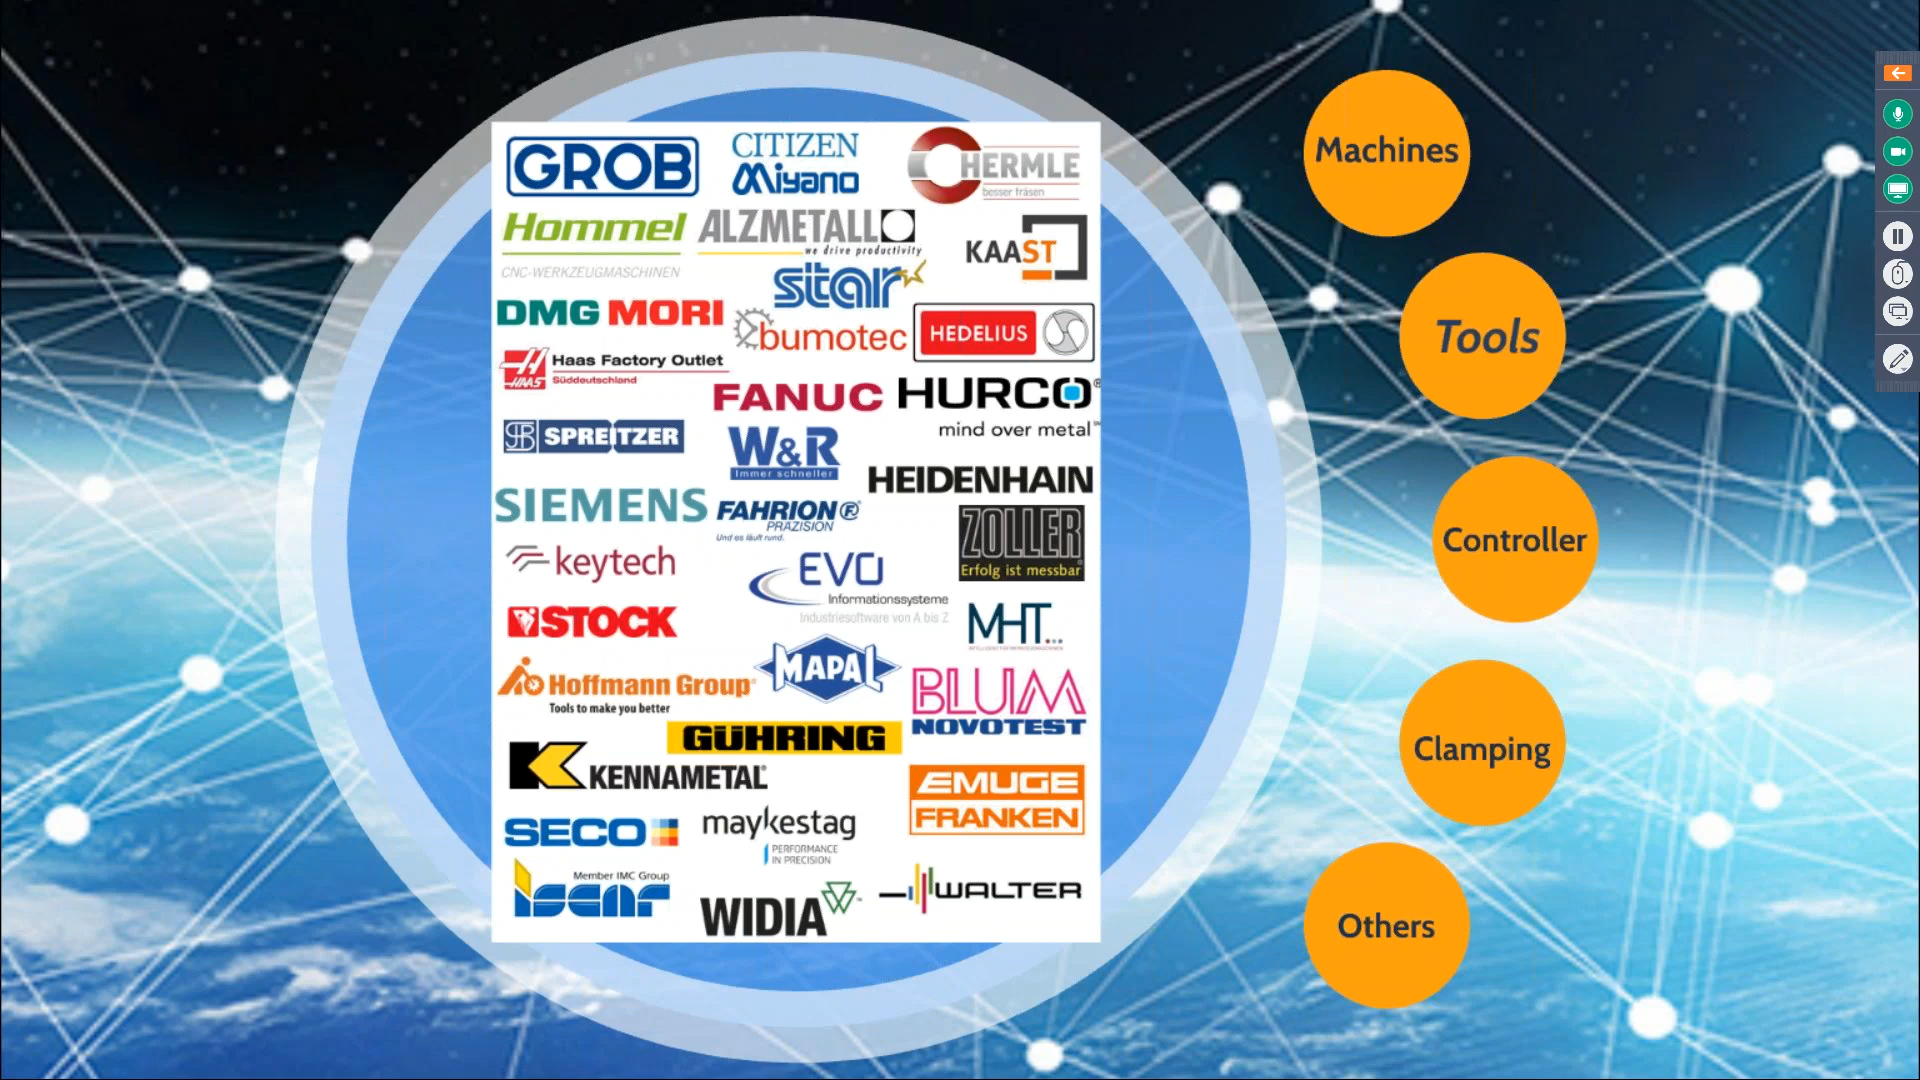 GROB
CITIZEN
Miyano
HERMLE
besser fräsen
Hommel
CNC-WERKZEUGMASCHINEN
ALZMETALL
we drive productivity
KAAST
star
DMG MORI
bumotec
HEDELIUS
HAAS
Haas Factory Outlet
Süddeutschland
FANUC
HURCO®
mind over metal
SPREITZER
W&R
Immer schneller
HEIDENHAIN
SIEMENS
FAHRION
PRÄZISION
Und es läuft rund.
ZOLLER
Erfolg ist messbar
keytech
EVO
Informationssysteme
Industriesoftware von A bis Z
STOCK
MHT...
Hoffmann Group
Tools to make you better
MAPAL
BLUM
NOVOTEST
GÜHRING
KENNAMETAL
EMUGE
FRANKEN
SECO
maykestag
PERFORMANCE
IN PRECISION
Member IMC Group
iscar
WIDIA
WALTER
Machines
Tools
Controller
Clamping
Others